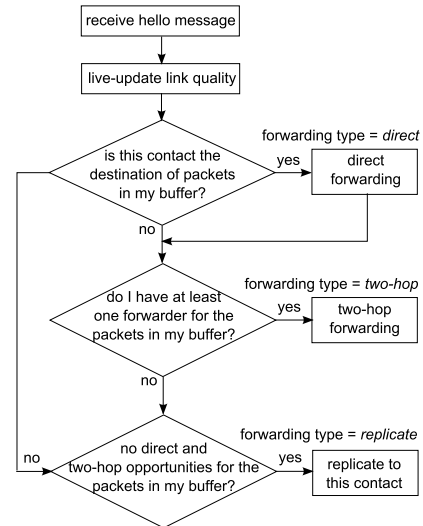 receive hello message
live-update link quality
forwarding type = direct
is this contact the
destination of packets
in my buffer?
yes
direct
forwarding
no
forwarding type = two-hop
do I have at least
one forwarder for the
packets in my buffer?
yes
two-hop
forwarding
no
forwarding type = replicate
no
no direct and
two-hop opportunities for the
packets in my buffer?
yes
replicate to
this contact